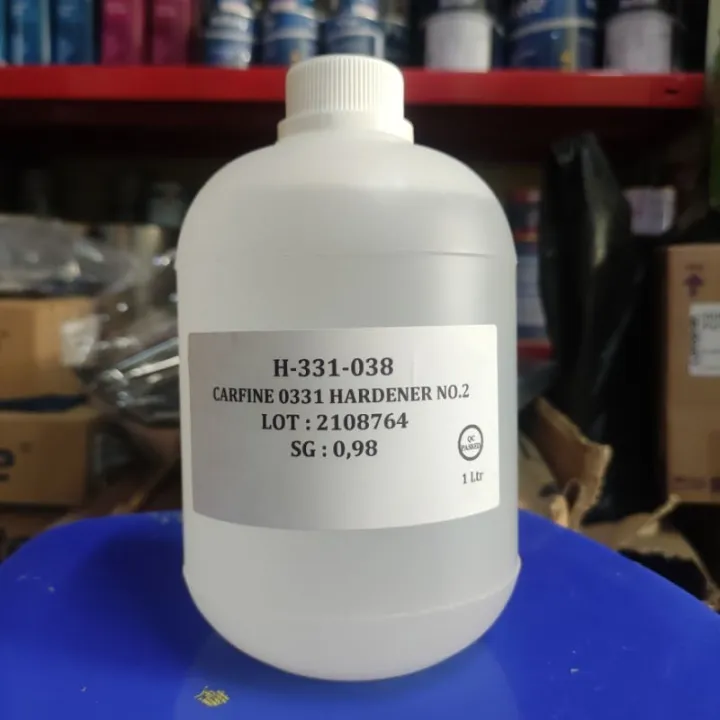 H-331-038
CARFINE 0331 HARDENER NO.2
LOT : 2108764
SG : 0,98
QC
PASSED
1 Ltr